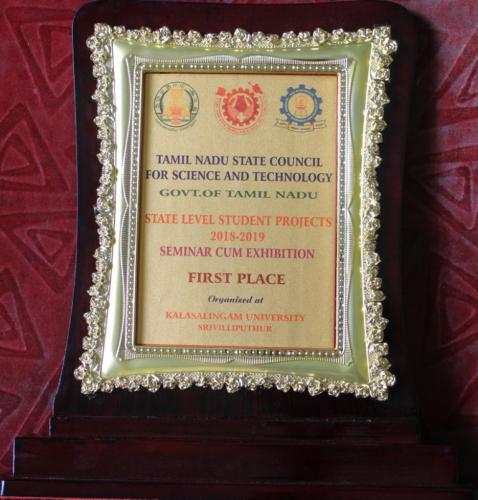 TAMIL NADU STATE COUNCIL
FOR SCIENCE AND TECHNOLOGY
GOVT.OF TAMIL NADU
STATE LEVEL STUDENT PROJECTS
2018-2019
SEMINAR CUM EXHIBITION
FIRST PLACE
Organized at
KALASALINGAM UNIVERSITY
SRIVILLIPUTHUR